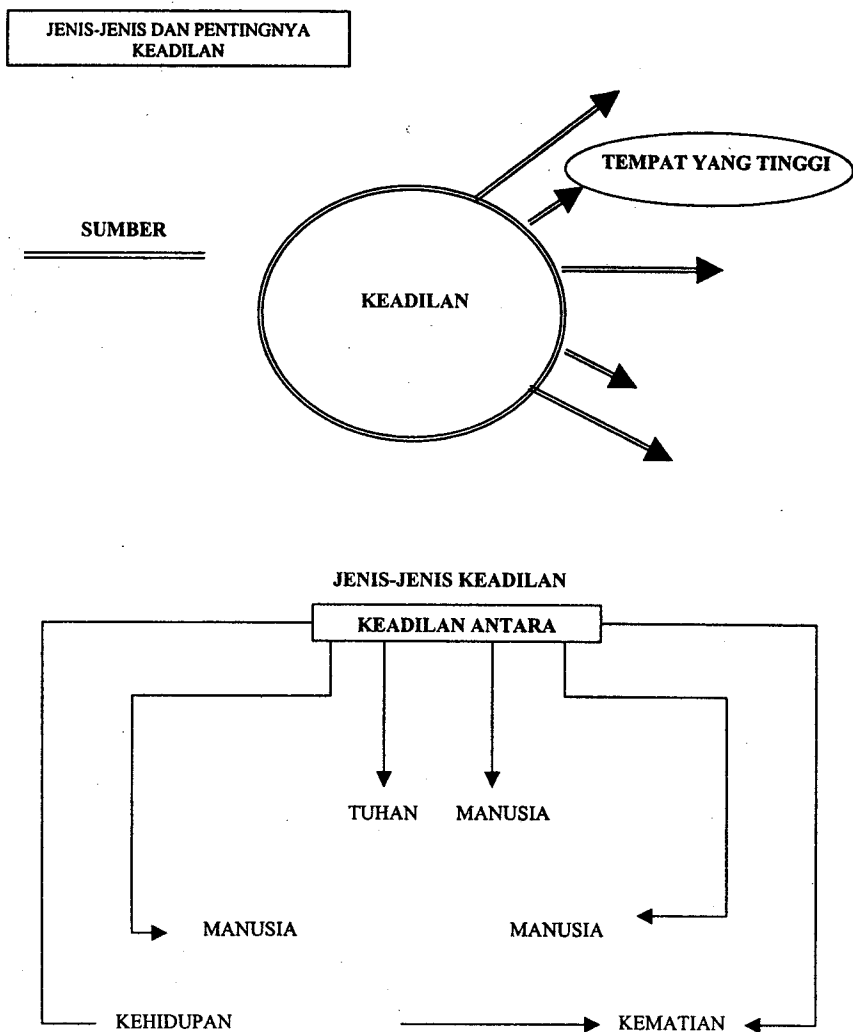 JENIS-JENIS DAN PENTINGNYA
KEADILAN
TEMPAT YANG TINGGI
SUMBER
KEADILAN
JENIS-JENIS KEADILAN
KEADILAN ANTARA
TUHAN MANUSIA
MANUSIA MANUSIA
KEHIDUPAN KEMATIAN